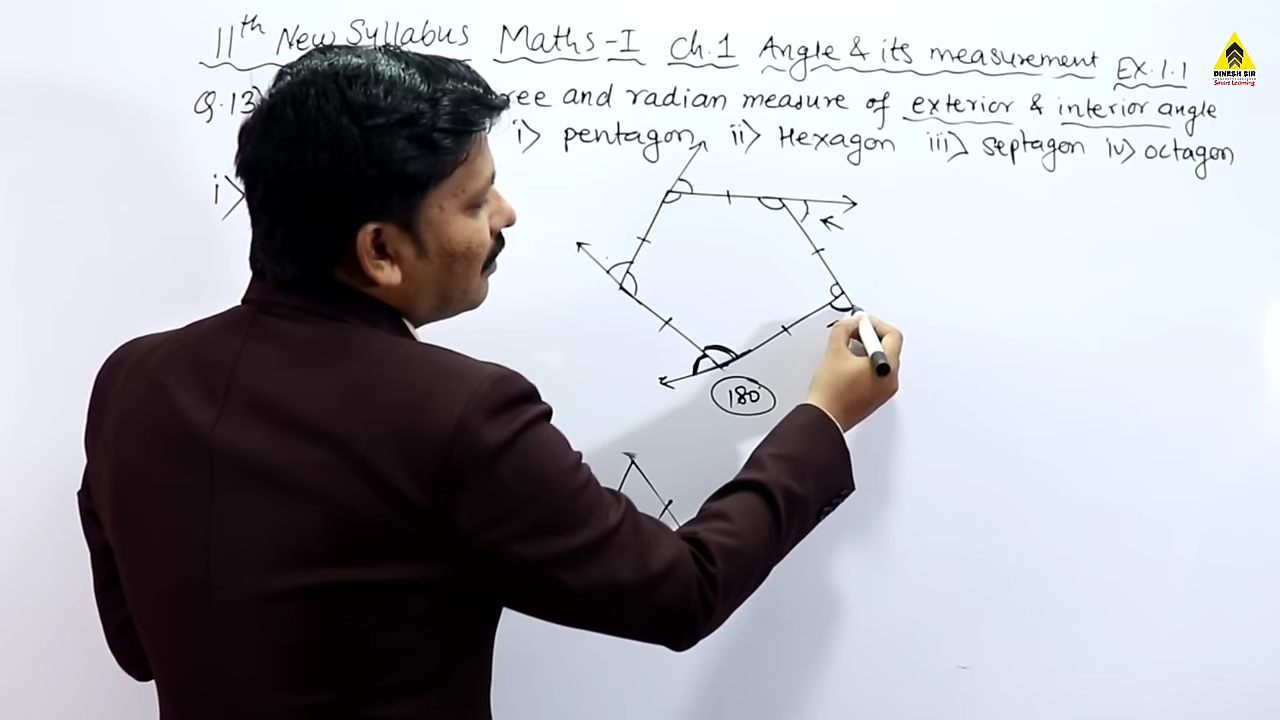 11th New Syllabus Maths-I Ch.1 Angle & its measurement Ex.1.1
Q.13) and radian measure of exterior & interior angle
i) pentagon ii) Hexagon iii) septagon iv) octagon
i)
180°
DINESH SIR
Smart Learning